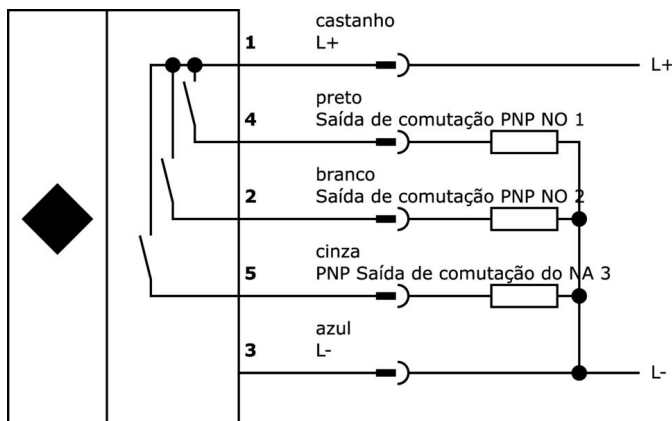 castanho
1 L+ L+
preto
4 Saída de comutação PNP NO 1
branco
2 Saída de comutação PNP NO 2
cinza
5 PNP Saída de comutação do NA 3
azul
3 L- L-